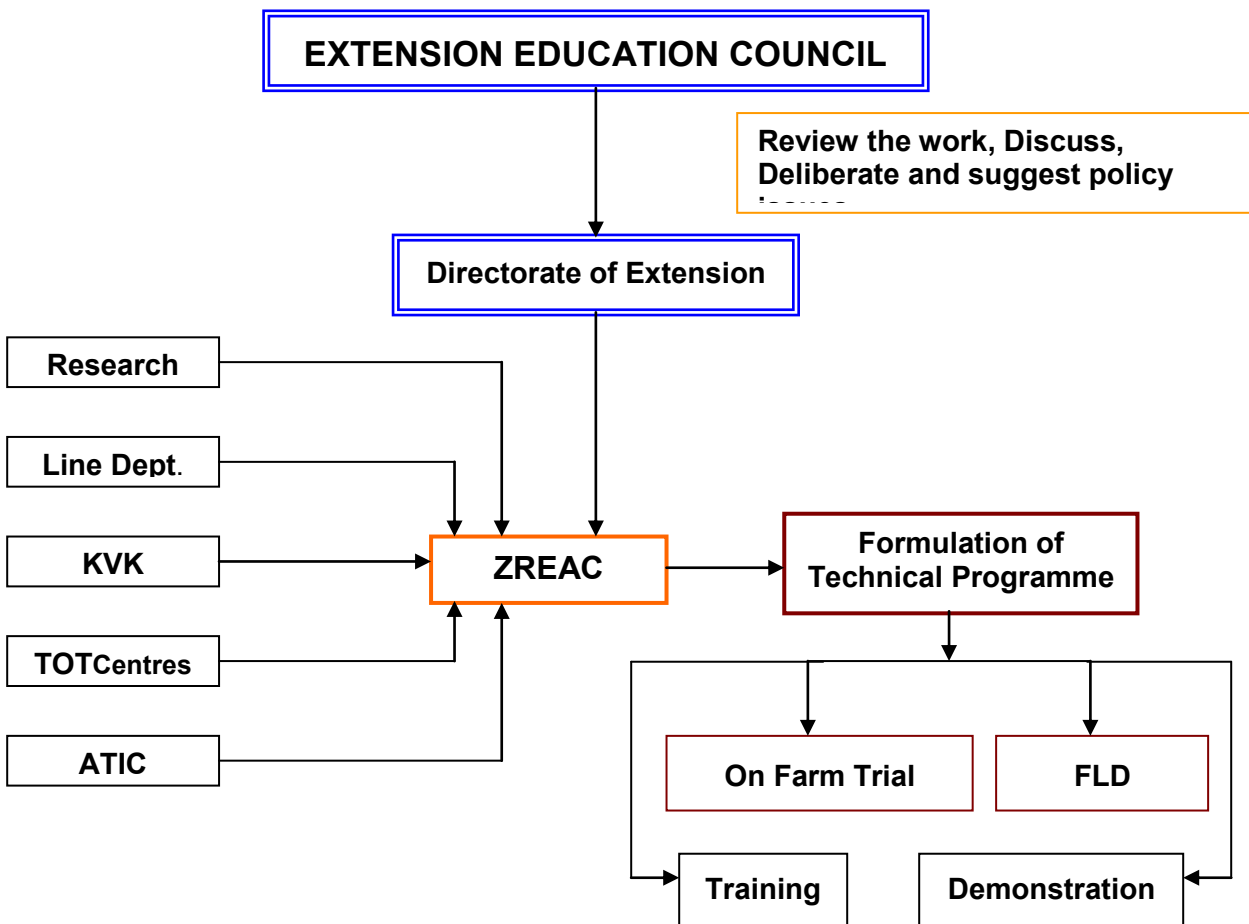 EXTENSION EDUCATION COUNCIL
Review the work, Discuss,
Deliberate and suggest policy
Directorate of Extension
Research
Line Dept.
KVK
ZREAC
Formulation of
Technical Programme
TOTCentres
ATIC
On Farm Trial
FLD
Training
Demonstration